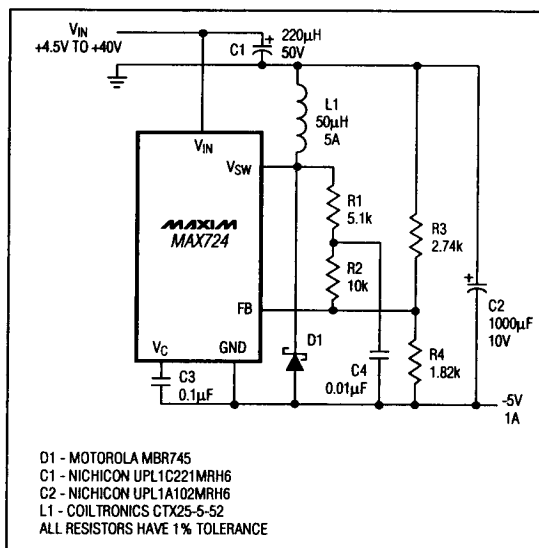 VIN
+4.5V TO +40V
C1
+
220µH
50V
L1
50µH
5A
VIN
VSW
MAXIM
MAX724
R1
5.1k
R2
10k
R3
2.74k
FB
+
C2
1000µF
10V
D1
R4
1.82k
VC
GND
C3
0.1µF
C4
0.01µF
-5V
1A
D1 - MOTOROLA MBR745
C1 - NICHICON UPL1C221MRH6
C2 - NICHICON UPL1A102MRH6
L1 - COILTRONICS CTX25-5-52
ALL RESISTORS HAVE 1% TOLERANCE